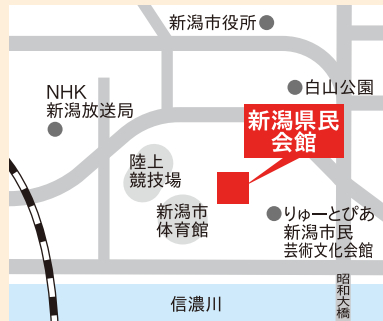 新潟市役所
白山公園
NHK
新潟放送局
新潟県民
会館
陸上
競技場
新潟市
体育館
りゅーとぴあ
新潟市民
芸術文化会館
昭和大橋
信濃川